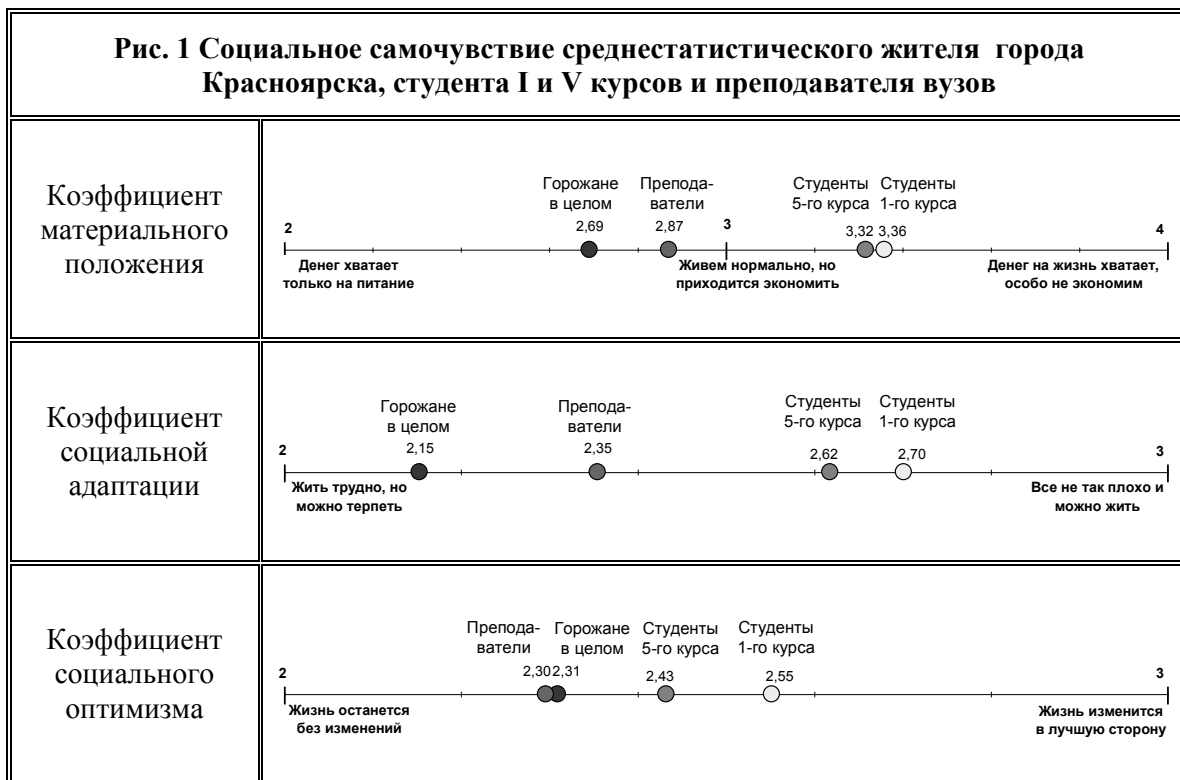 Рис. 1 Социальное самочувствие среднестатистического жителя города
Красноярска, студента I и V курсов и преподавателя вузов
Коэффициент
материального
положения
Горожане
в целом
2,69
Препода-
ватели
2,87
Студенты
5-го курса
3,32
Студенты
1-го курса
3,36
2
3
4
Денег хватает
только на питание
Живем нормально, но
приходится экономить
Денег на жизнь хватает,
особо не экономим
Коэффициент
социальной
адаптации
Горожане
в целом
2,15
Препода-
ватели
2,35
Студенты
5-го курса
2,62
Студенты
1-го курса
2,70
2
3
Жить трудно, но
можно терпеть
Все не так плохо и
можно жить
Коэффициент
социального
оптимизма
Препода-
ватели
2,30
Горожане
в целом
2,31
Студенты
5-го курса
2,43
Студенты
1-го курса
2,55
2
3
Жизнь останется
без изменений
Жизнь изменится
в лучшую сторону